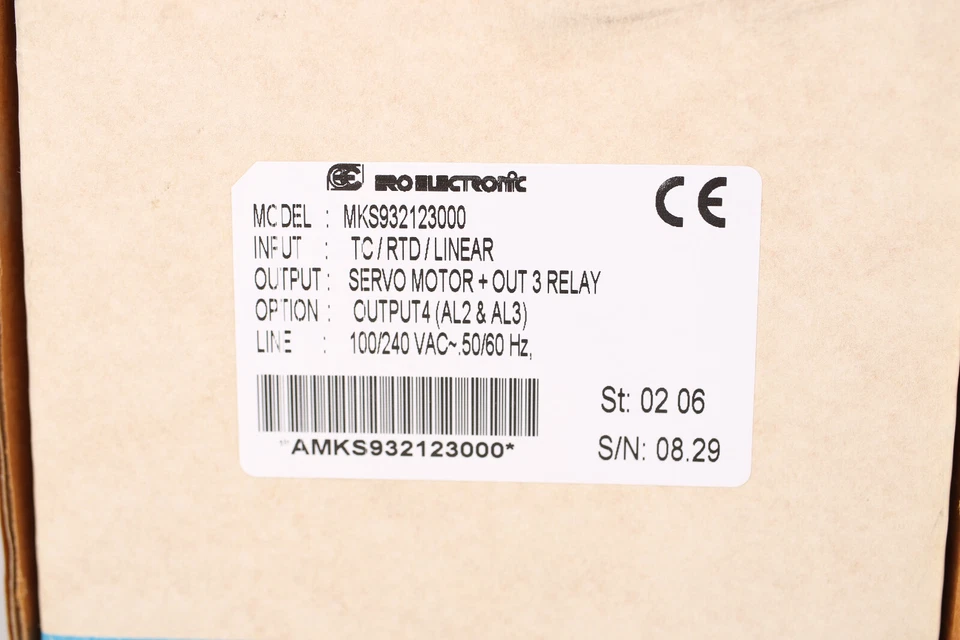 ERO ELECTRONIC
CE
MODEL : MKS932123000
INPUT : TC / RTD / LINEAR
OUTPUT : SERVO MOTOR + OUT 3 RELAY
OPTION : OUTPUT4 (AL2 & AL3)
LINE : 100/240 VAC~.50/60 Hz,
St: 02 06
AMKS932123000*
S/N: 08.29